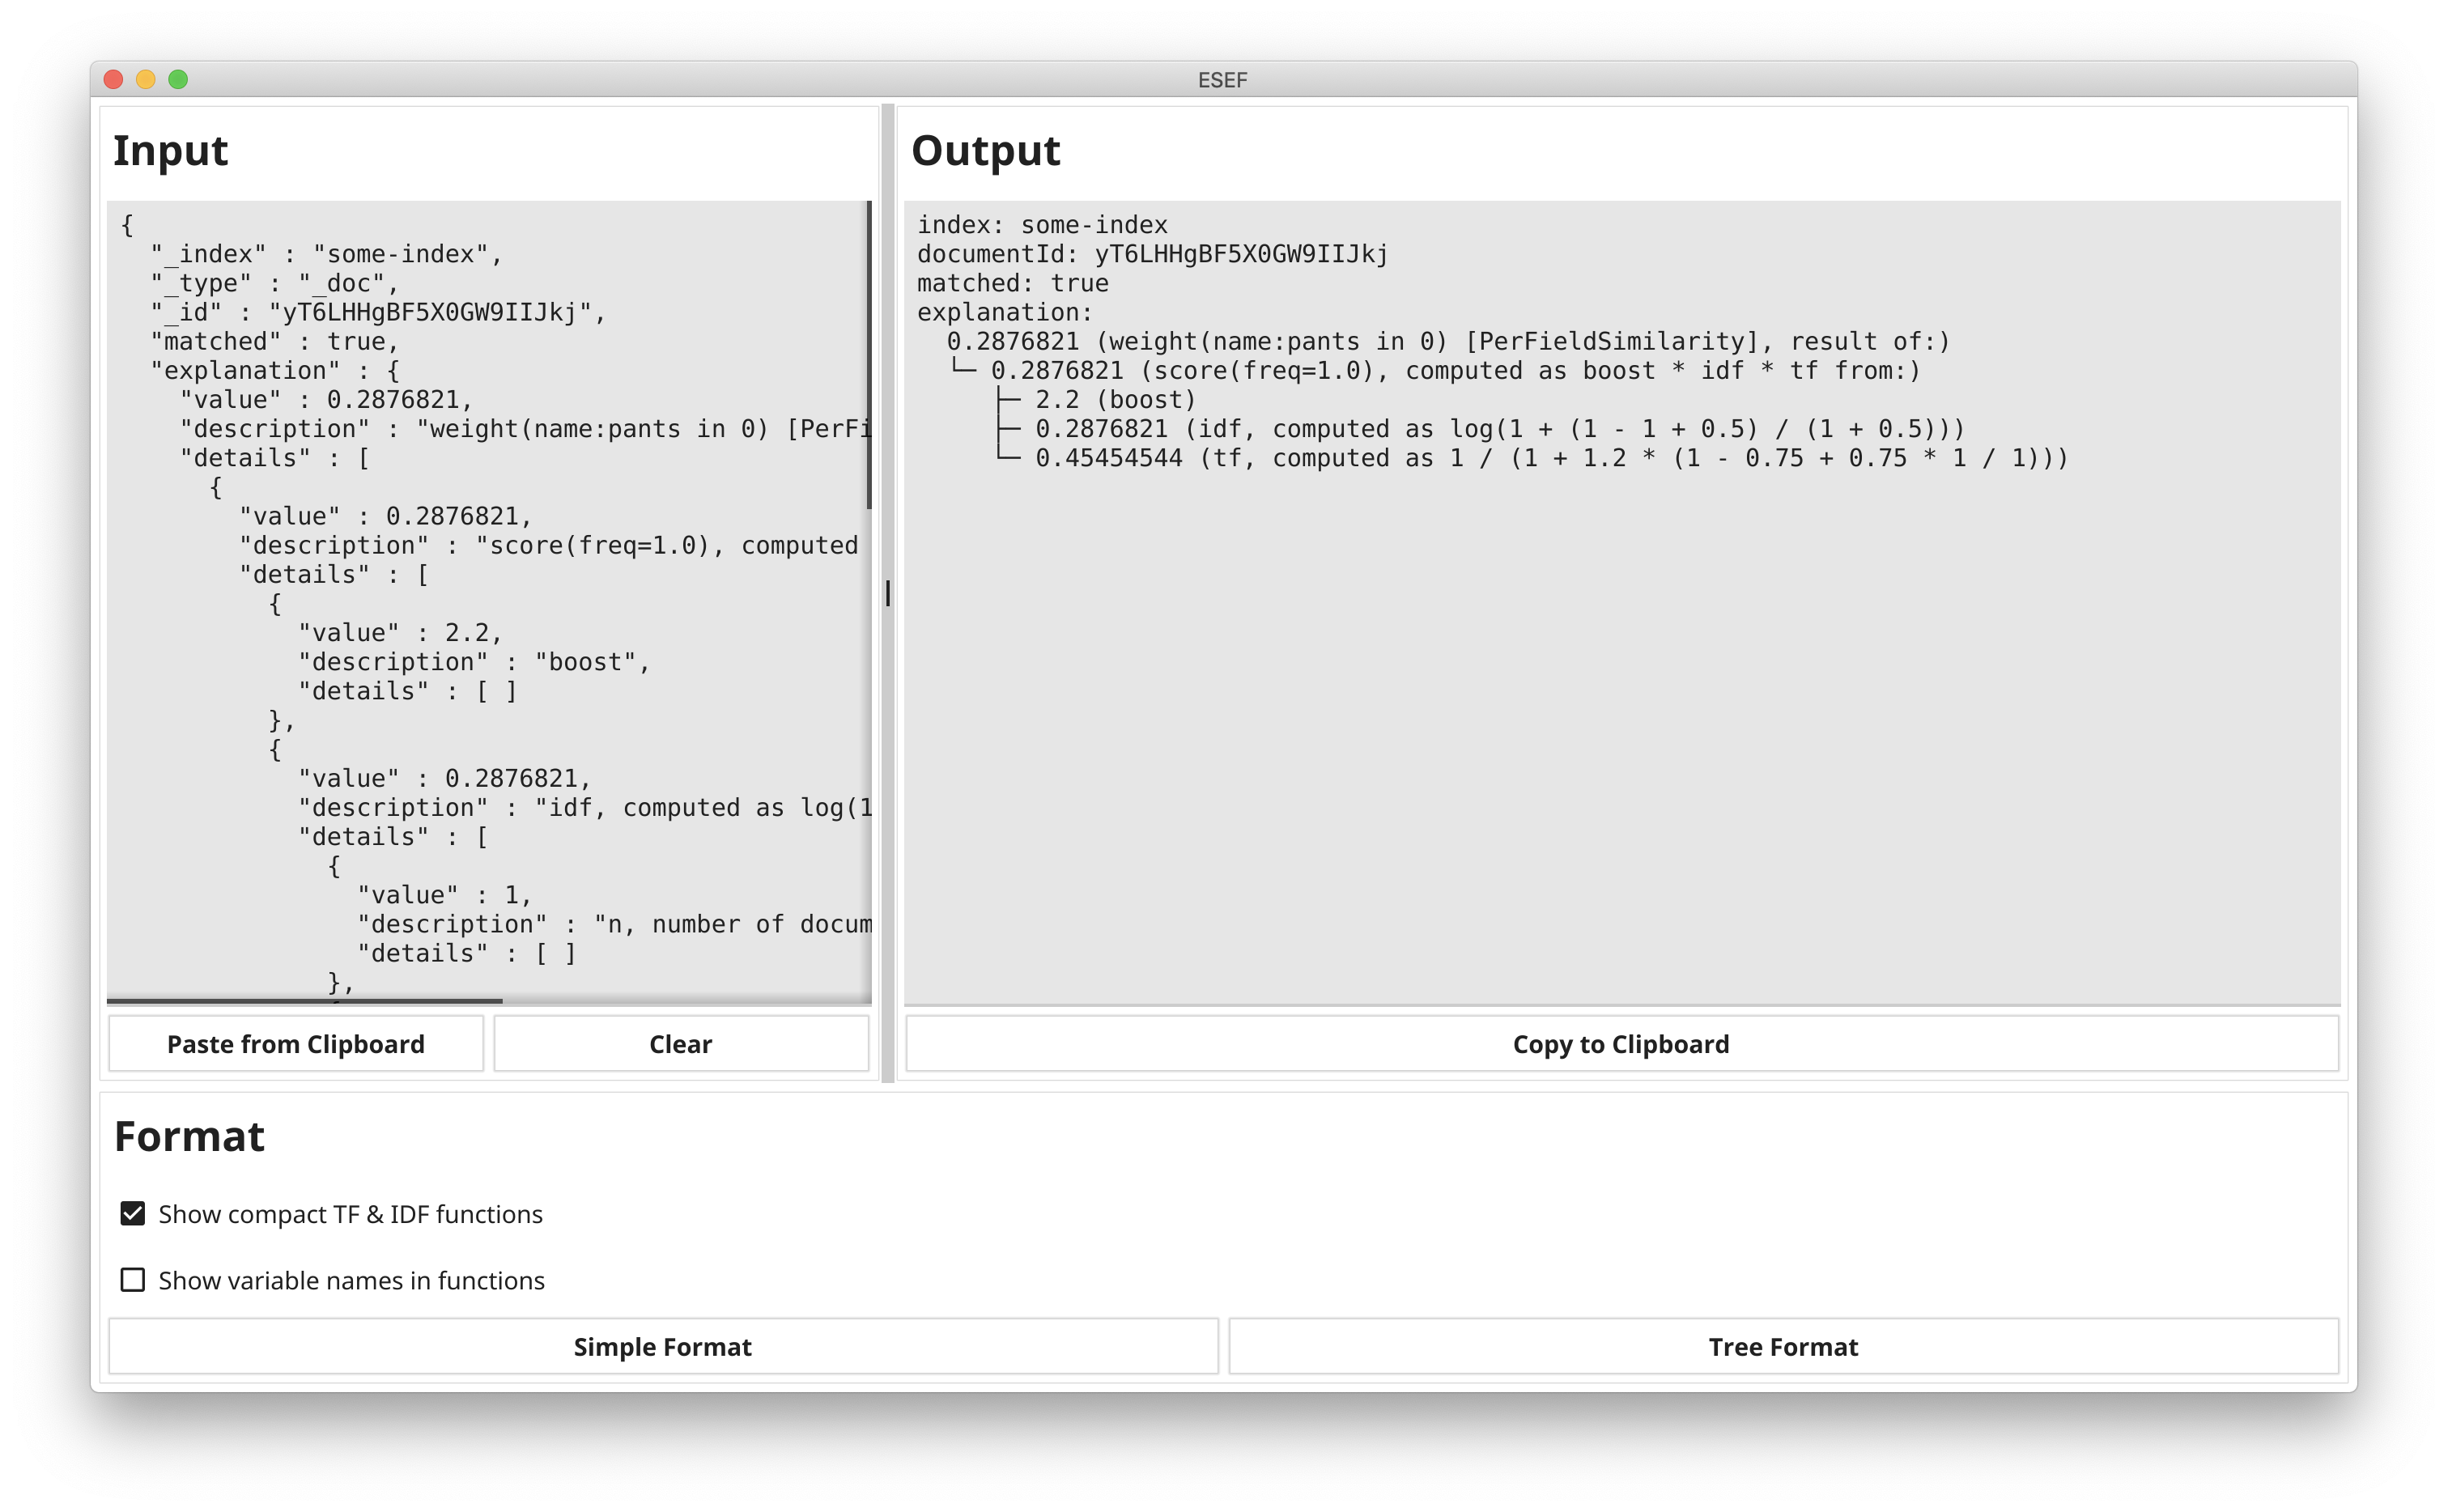 ESEF
Input
{
  "_index" : "some-index",
  "_type" : "_doc",
  "_id" : "yT6LHHgBF5X0GW9IIJkj",
  "matched" : true,
  "explanation" : {
    "value" : 0.2876821,
    "description" : "weight(name:pants in 0) [PerFi
    "details" : [
      {
        "value" : 0.2876821,
        "description" : "score(freq=1.0), computed
        "details" : [
          {
            "value" : 2.2,
            "description" : "boost",
            "details" : [ ]
          },
          {
            "value" : 0.2876821,
            "description" : "idf, computed as log(1
            "details" : [
              {
                "value" : 1,
                "description" : "n, number of docum
                "details" : [ ]
              },
Paste from Clipboard
Clear
Output
index: some-index
documentId: yT6LHHgBF5X0GW9IIJkj
matched: true
explanation:
  0.2876821 (weight(name:pants in 0) [PerFieldSimilarity], result of:)
  └─ 0.2876821 (score(freq=1.0), computed as boost * idf * tf from:)
     ├─ 2.2 (boost)
     ├─ 0.2876821 (idf, computed as log(1 + (1 - 1 + 0.5) / (1 + 0.5)))
     └─ 0.45454544 (tf, computed as 1 / (1 + 1.2 * (1 - 0.75 + 0.75 * 1 / 1)))
Copy to Clipboard
Format
Show compact TF & IDF functions
Show variable names in functions
Simple Format
Tree Format